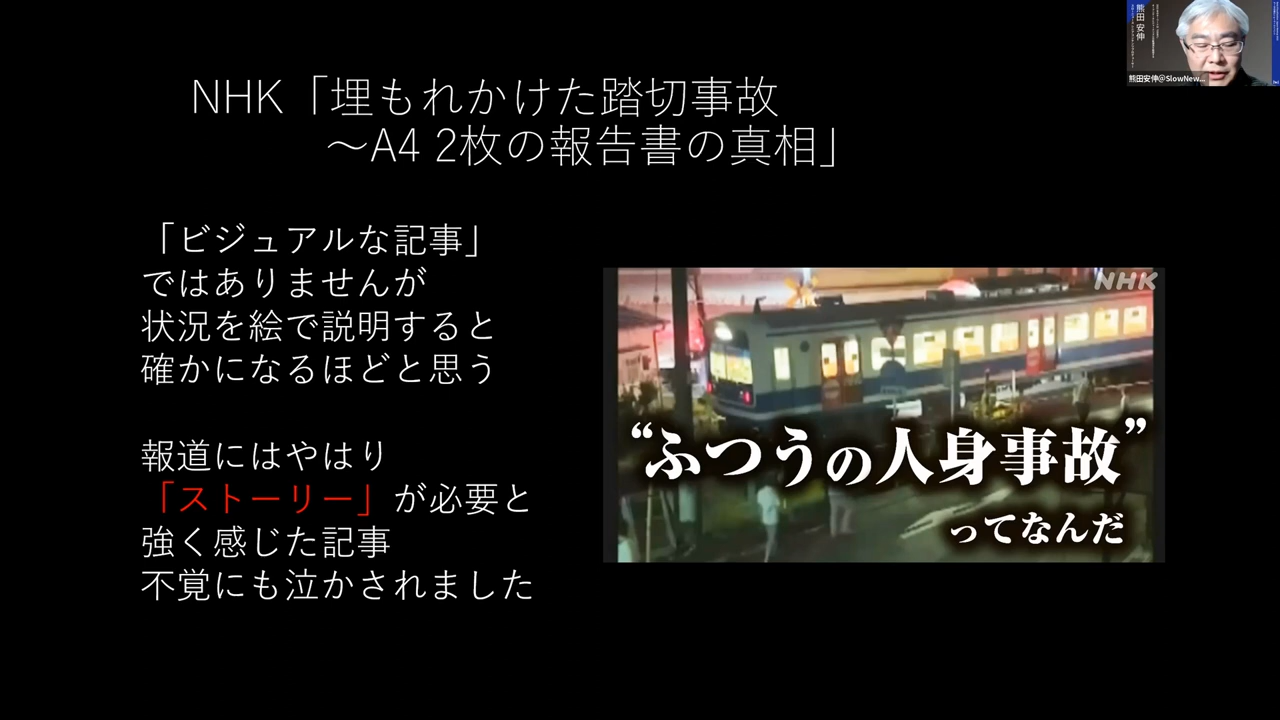 NHK「埋もれかけた踏切事故
～A4 2枚の報告書の真相」
「ビジュアルな記事」
ではありませんが
状況を絵で説明すると
確かになるほどと思う
報道にはやはり
「ストーリー」が必要と
強く感じた記事
不覚にも泣かされました
NHK
“ふつうの人身事故”
ってなんだ
熊田 安伸
熊田安伸@SlowNew...